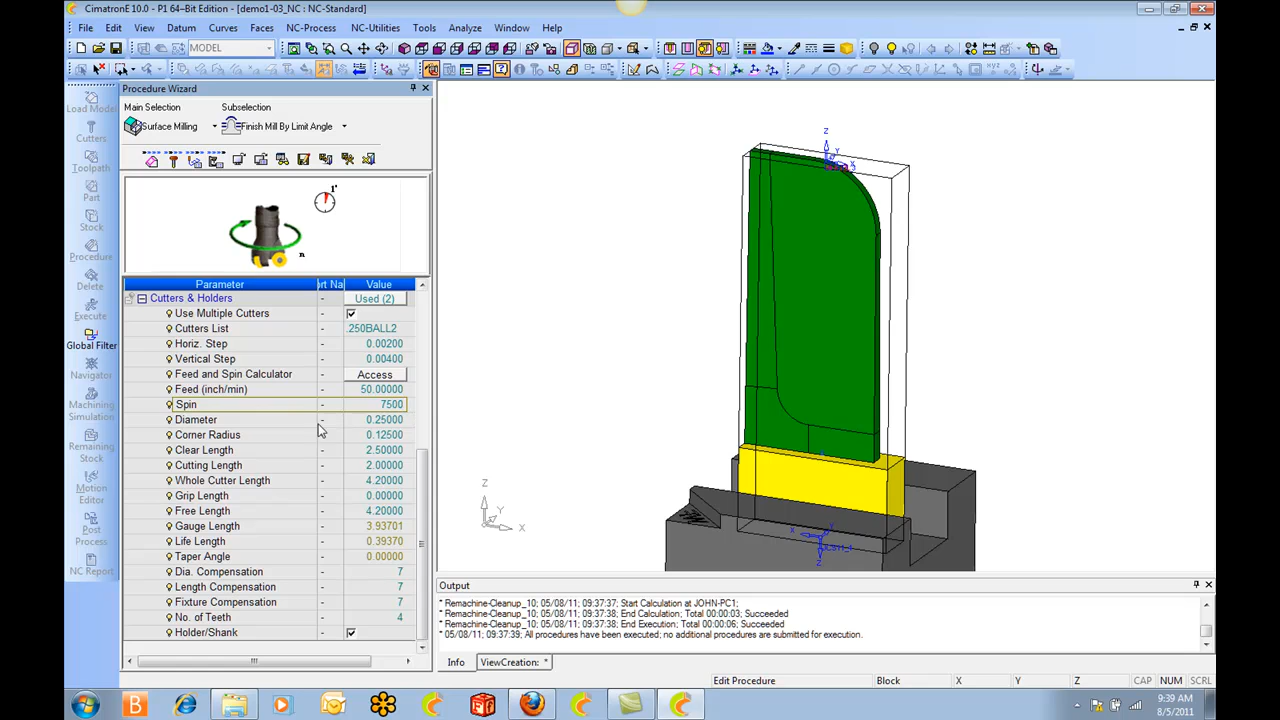 CimatronE 10.0 - P1 64-Bit Edition - [demo1-03_NC : NC-Standard]
File Edit View Datum Curves Faces NC-Process NC-Utilities Tools Analyze Window Help
MODEL
Load Model
Cutters
Toolpath
Part
Stock
Procedure
Delete
Execute
Global Filter
Navigator
Machining Simulation
Remaining Stock
Motion Editor
Post Process
NC Report
Procedure Wizard
Main Selection Subselection
Surface Milling Finish Mill By Limit Angle
1'
n
Parameter Value
Cutters & Holders - Used (2)
Use Multiple Cutters -
Cutters List - .250BALL2
Horiz. Step - 0.00200
Vertical Step - 0.00400
Feed and Spin Calculator - Access
Feed (inch/min) - 50.00000
Spin - 7500
Diameter - 0.25000
Corner Radius - 0.12500
Clear Length - 2.50000
Cutting Length - 2.00000
Whole Cutter Length - 4.20000
Grip Length - 0.00000
Free Length - 4.20000
Gauge Length - 3.93701
Life Length - 0.39370
Taper Angle - 0.00000
Dia. Compensation - 7
Length Compensation - 7
Fixture Compensation - 7
No. of Teeth - 4
Holder/Shank -
Z
Y
X
Z
Y
X
X
Y
Z
Output
* Remachine-Cleanup_10; 05/08/11; 09:37:37; Start Calculation at JOHN-PC1;
* Remachine-Cleanup_10; 05/08/11; 09:37:38; End Calculation; Total 00:00:03; Succeeded
* Remachine-Cleanup_10; 05/08/11; 09:37:38; End Execution; Total 00:00:06; Succeeded
* 05/08/11; 09:37:39; All procedures have been executed; no additional procedures are submitted for execution.
Info ViewCreation: *
Edit Procedure Block X Y Z CAP NUM SCRL
9:39 AM
8/5/2011